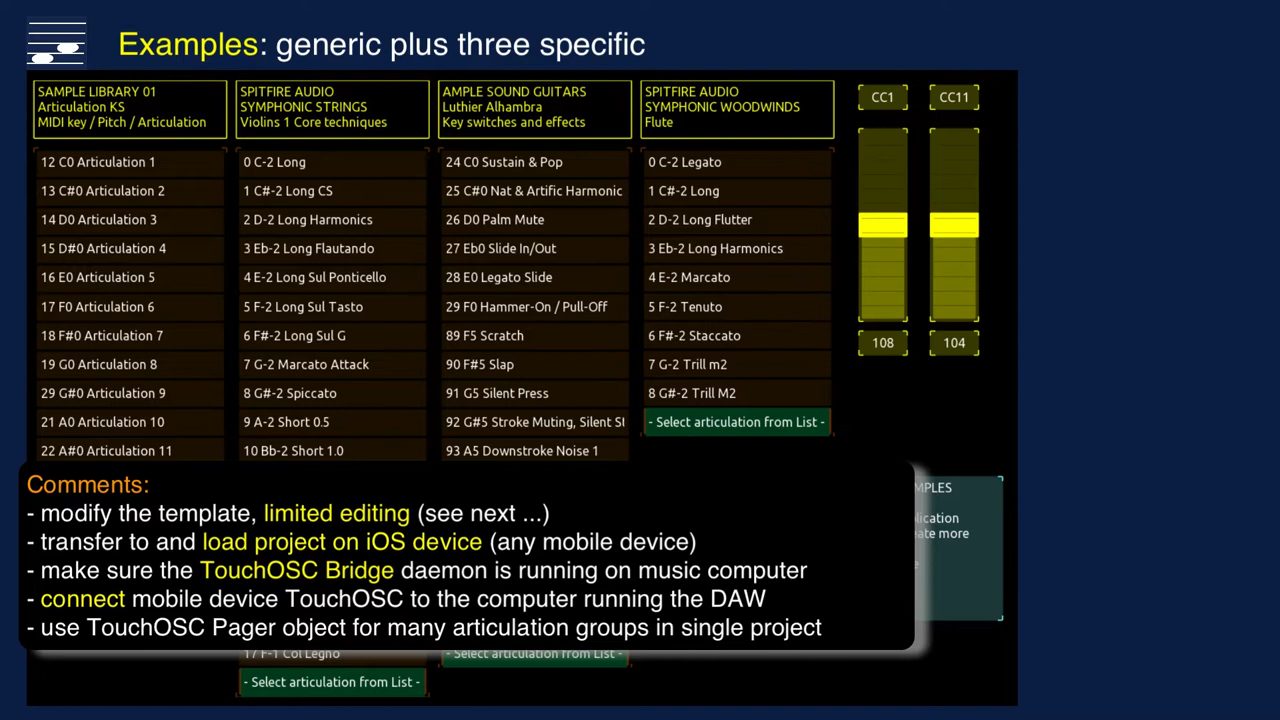 Examples: generic plus three specific
SAMPLE LIBRARY 01
Articulation KS
MIDI key / Pitch / Articulation
12 C0 Articulation 1
13 C#0 Articulation 2
14 D0 Articulation 3
15 D#0 Articulation 4
16 E0 Articulation 5
17 F0 Articulation 6
18 F#0 Articulation 7
19 G0 Articulation 8
29 G#0 Articulation 9
21 A0 Articulation 10
22 A#0 Articulation 11
SPITFIRE AUDIO
SYMPHONIC STRINGS
Violins 1 Core techniques
0 C-2 Long
1 C#-2 Long CS
2 D-2 Long Harmonics
3 Eb-2 Long Flautando
4 E-2 Long Sul Ponticello
5 F-2 Long Sul Tasto
6 F#-2 Long Sul G
7 G-2 Marcato Attack
8 G#-2 Spiccato
9 A-2 Short 0.5
10 Bb-2 Short 1.0
17 F-1 Col Legno
- Select articulation from List -
AMPLE SOUND GUITARS
Luthier Alhambra
Key switches and effects
24 C0 Sustain & Pop
25 C#0 Nat & Artific Harmonic
26 D0 Palm Mute
27 Eb0 Slide In/Out
28 E0 Legato Slide
29 F0 Hammer-On / Pull-Off
89 F5 Scratch
90 F#5 Slap
91 G5 Silent Press
92 G#5 Stroke Muting, Silent St
93 A5 Downstroke Noise 1
- Select articulation from List -
SPITFIRE AUDIO
SYMPHONIC WOODWINDS
Flute
0 C-2 Legato
1 C#-2 Long
2 D-2 Long Flutter
3 Eb-2 Long Harmonics
4 E-2 Marcato
5 F-2 Tenuto
6 F#-2 Staccato
7 G-2 Trill m2
8 G#-2 Trill M2
- Select articulation from List -
CC1
108
CC11
104
MPLES
lication
ate more
Comments:
- modify the template, limited editing (see next ...)
- transfer to and load project on iOS device (any mobile device)
- make sure the TouchOSC Bridge daemon is running on music computer
- connect mobile device TouchOSC to the computer running the DAW
- use TouchOSC Pager object for many articulation groups in single project